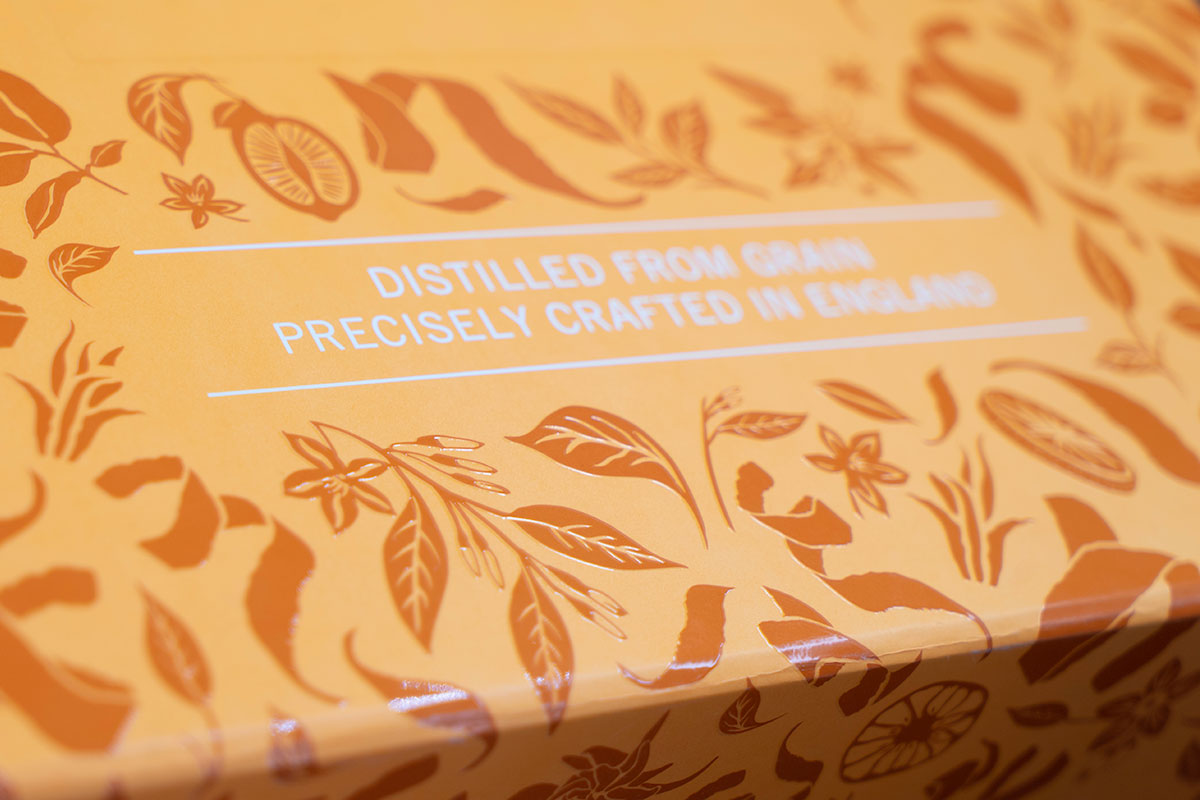 DISTILLED FROM GRAIN
PRECISELY CRAFTED IN ENGLAND